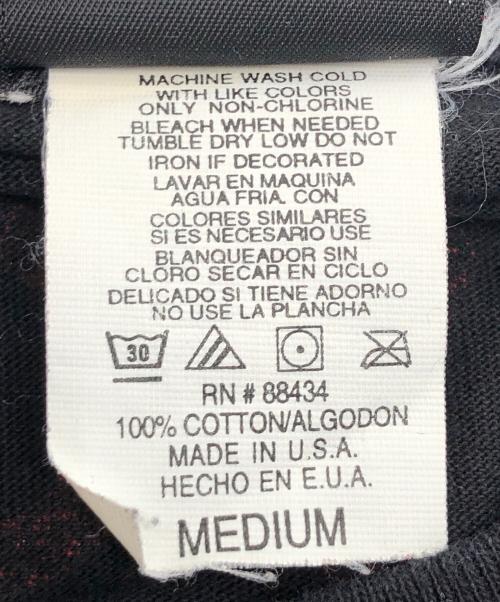 MACHINE WASH COLD
WITH LIKE COLORS
ONLY NON-CHLORINE
BLEACH WHEN NEEDED
TUMBLE DRY LOW DO NOT
IRON IF DECORATED
LAVAR EN MAQUINA
AGUA FRIA. CON
COLORES SIMILARES
SI ES NECESARIO USE
BLANQUEADOR SIN
CLORO SECAR EN CICLO
DELICADO SI TIENE ADORNO
NO USE LA PLANCHA
30
RN # 88434
100% COTTON/ALGODON
MADE IN U.S.A.
HECHO EN E.U.A.
MEDIUM